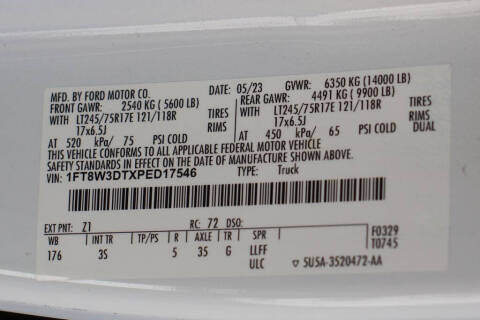 MFD. BY FORD MOTOR CO. DATE: 05/23 GVWR: 6350 KG (14000 LB)
FRONT GAWR: 2540 KG (5600 LB) REAR GAWR: 4491 KG (9900 LB)
WITH LT245/75R17E 121/118R TIRES WITH LT245/75R17E 121/118R TIRES
17x6.5J RIMS 17x6.5J RIMS
AT 520 kPa/ 75 PSI COLD AT 450 kPa/ 65 PSI COLD DUAL
THIS VEHICLE CONFORMS TO ALL APPLICABLE FEDERAL MOTOR VEHICLE
SAFETY STANDARDS IN EFFECT ON THE DATE OF MANUFACTURE SHOWN ABOVE.
VIN: 1FT8W3DTXPED17546 TYPE: Truck
EXT PNT: Z1 RC: 72 DSO: F0329
WB INT TR TP/PS R AXLE TR SPR T0745
176 3S 5 35 G LLFF
ULC ▽ 5USA-3520472-AA